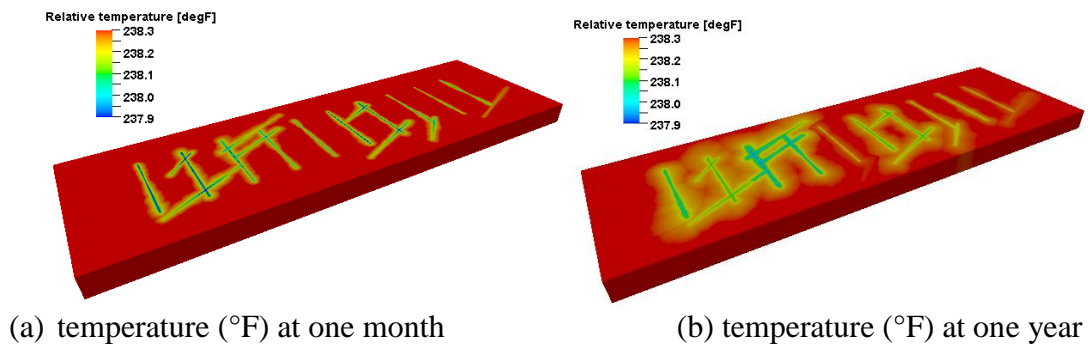 Relative temperature [degF]
238.3
238.2
238.1
238.0
237.9
Relative temperature [degF]
238.3
238.2
238.1
238.0
237.9
(a) temperature (°F) at one month
(b) temperature (°F) at one year